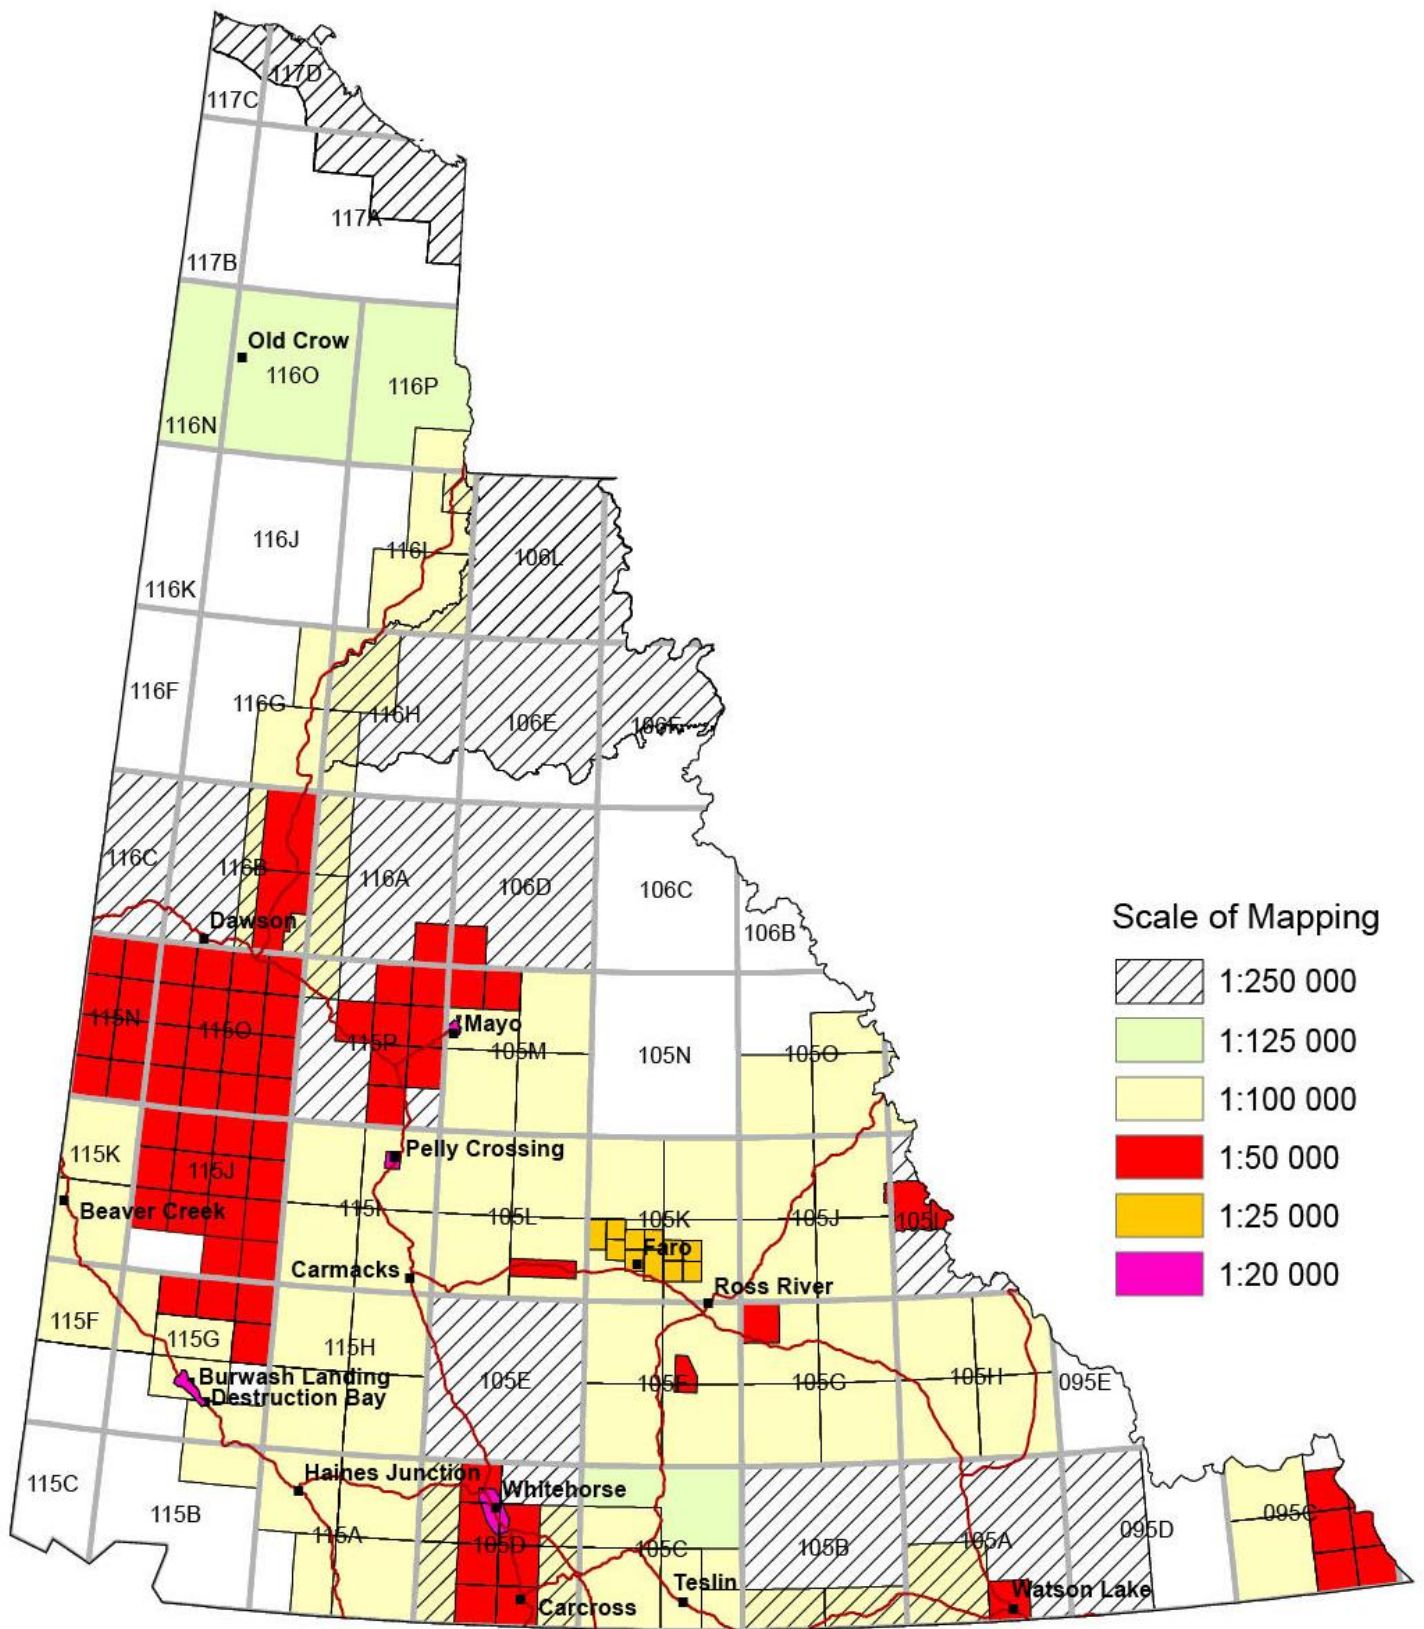 117D
117C
117A
117B
Old Crow
116O
116P
116N
116J
116I
106L
116K
116F
116G
116H
106E
106F
116C
116B
116A
106D
106C
106B
Dawson
Scale of Mapping
1:250 000
1:125 000
1:100 000
1:50 000
1:25 000
1:20 000
115N
115O
115P
Mayo
105M
105N
105O
115K
115J
Pelly Crossing
Beaver Creek
115I
105L
105K
105J
105I
Faro
Carmacks
Ross River
115F
115G
115H
Burwash Landing
Destruction Bay
105E
105F
105G
105H
095E
115C
115B
Haines Junction
Whitehorse
115A
105D
105C
105B
105A
095D
095C
Teslin
Carcross
Watson Lake